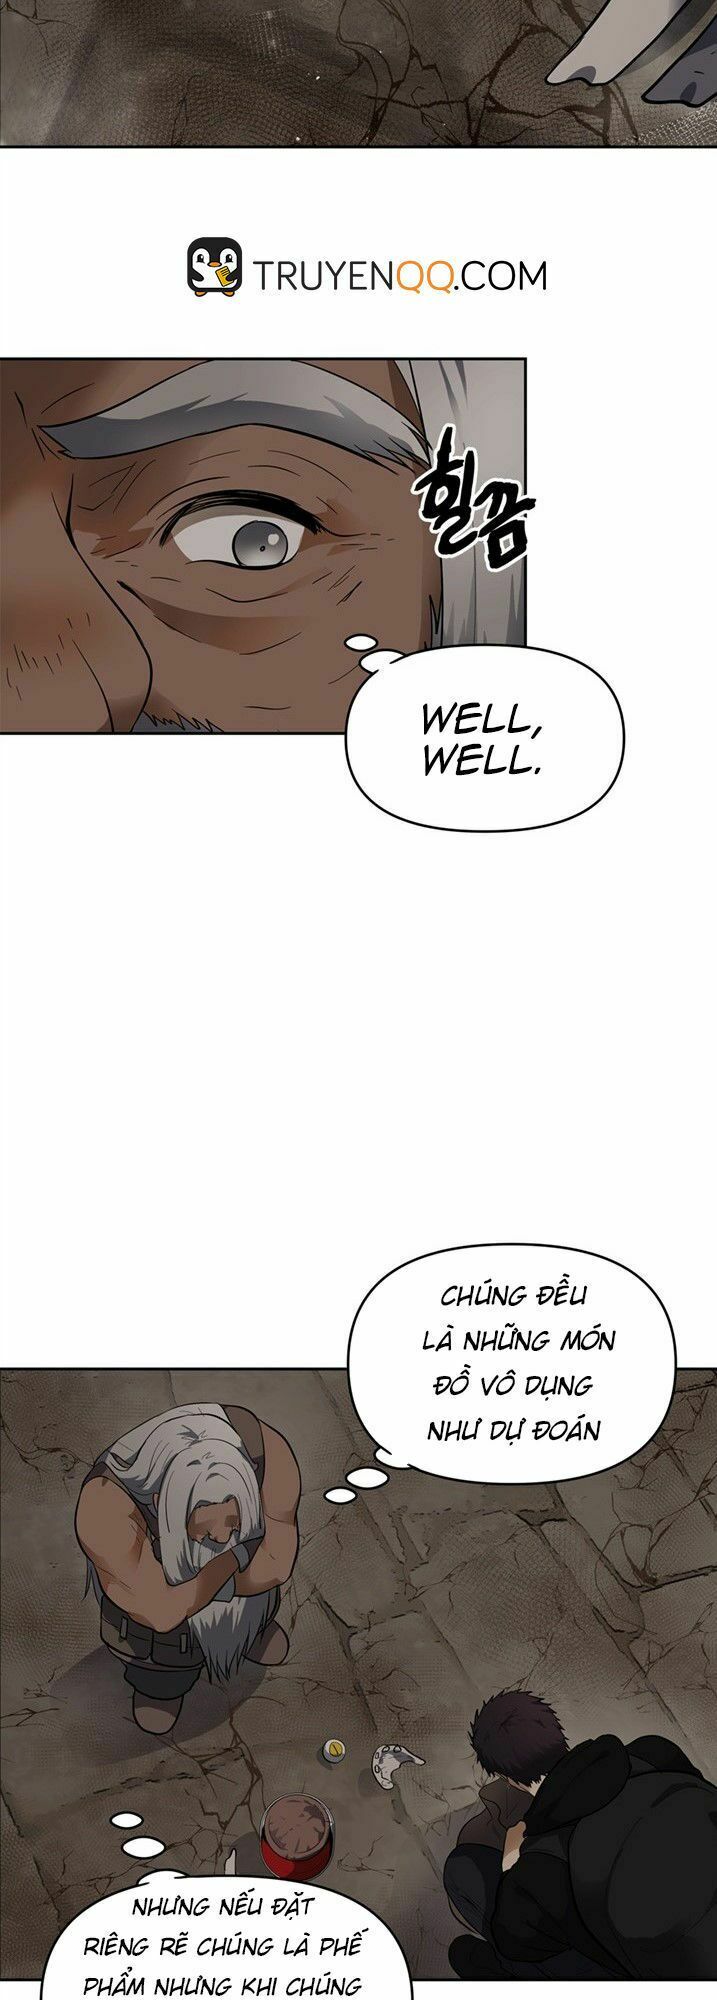 TRUYENQQ.COM
힐끔
WELL,
WELL.
CHÚNG ĐỀU
LÀ NHỮNG MÓN
ĐỒ VÔ DỤNG
NHƯ DỰ ĐOÁN
NHƯNG NẾU ĐẶT
RIÊNG RẼ CHÚNG LÀ PHẾ
PHẨM NHƯNG KHI CHÚNG